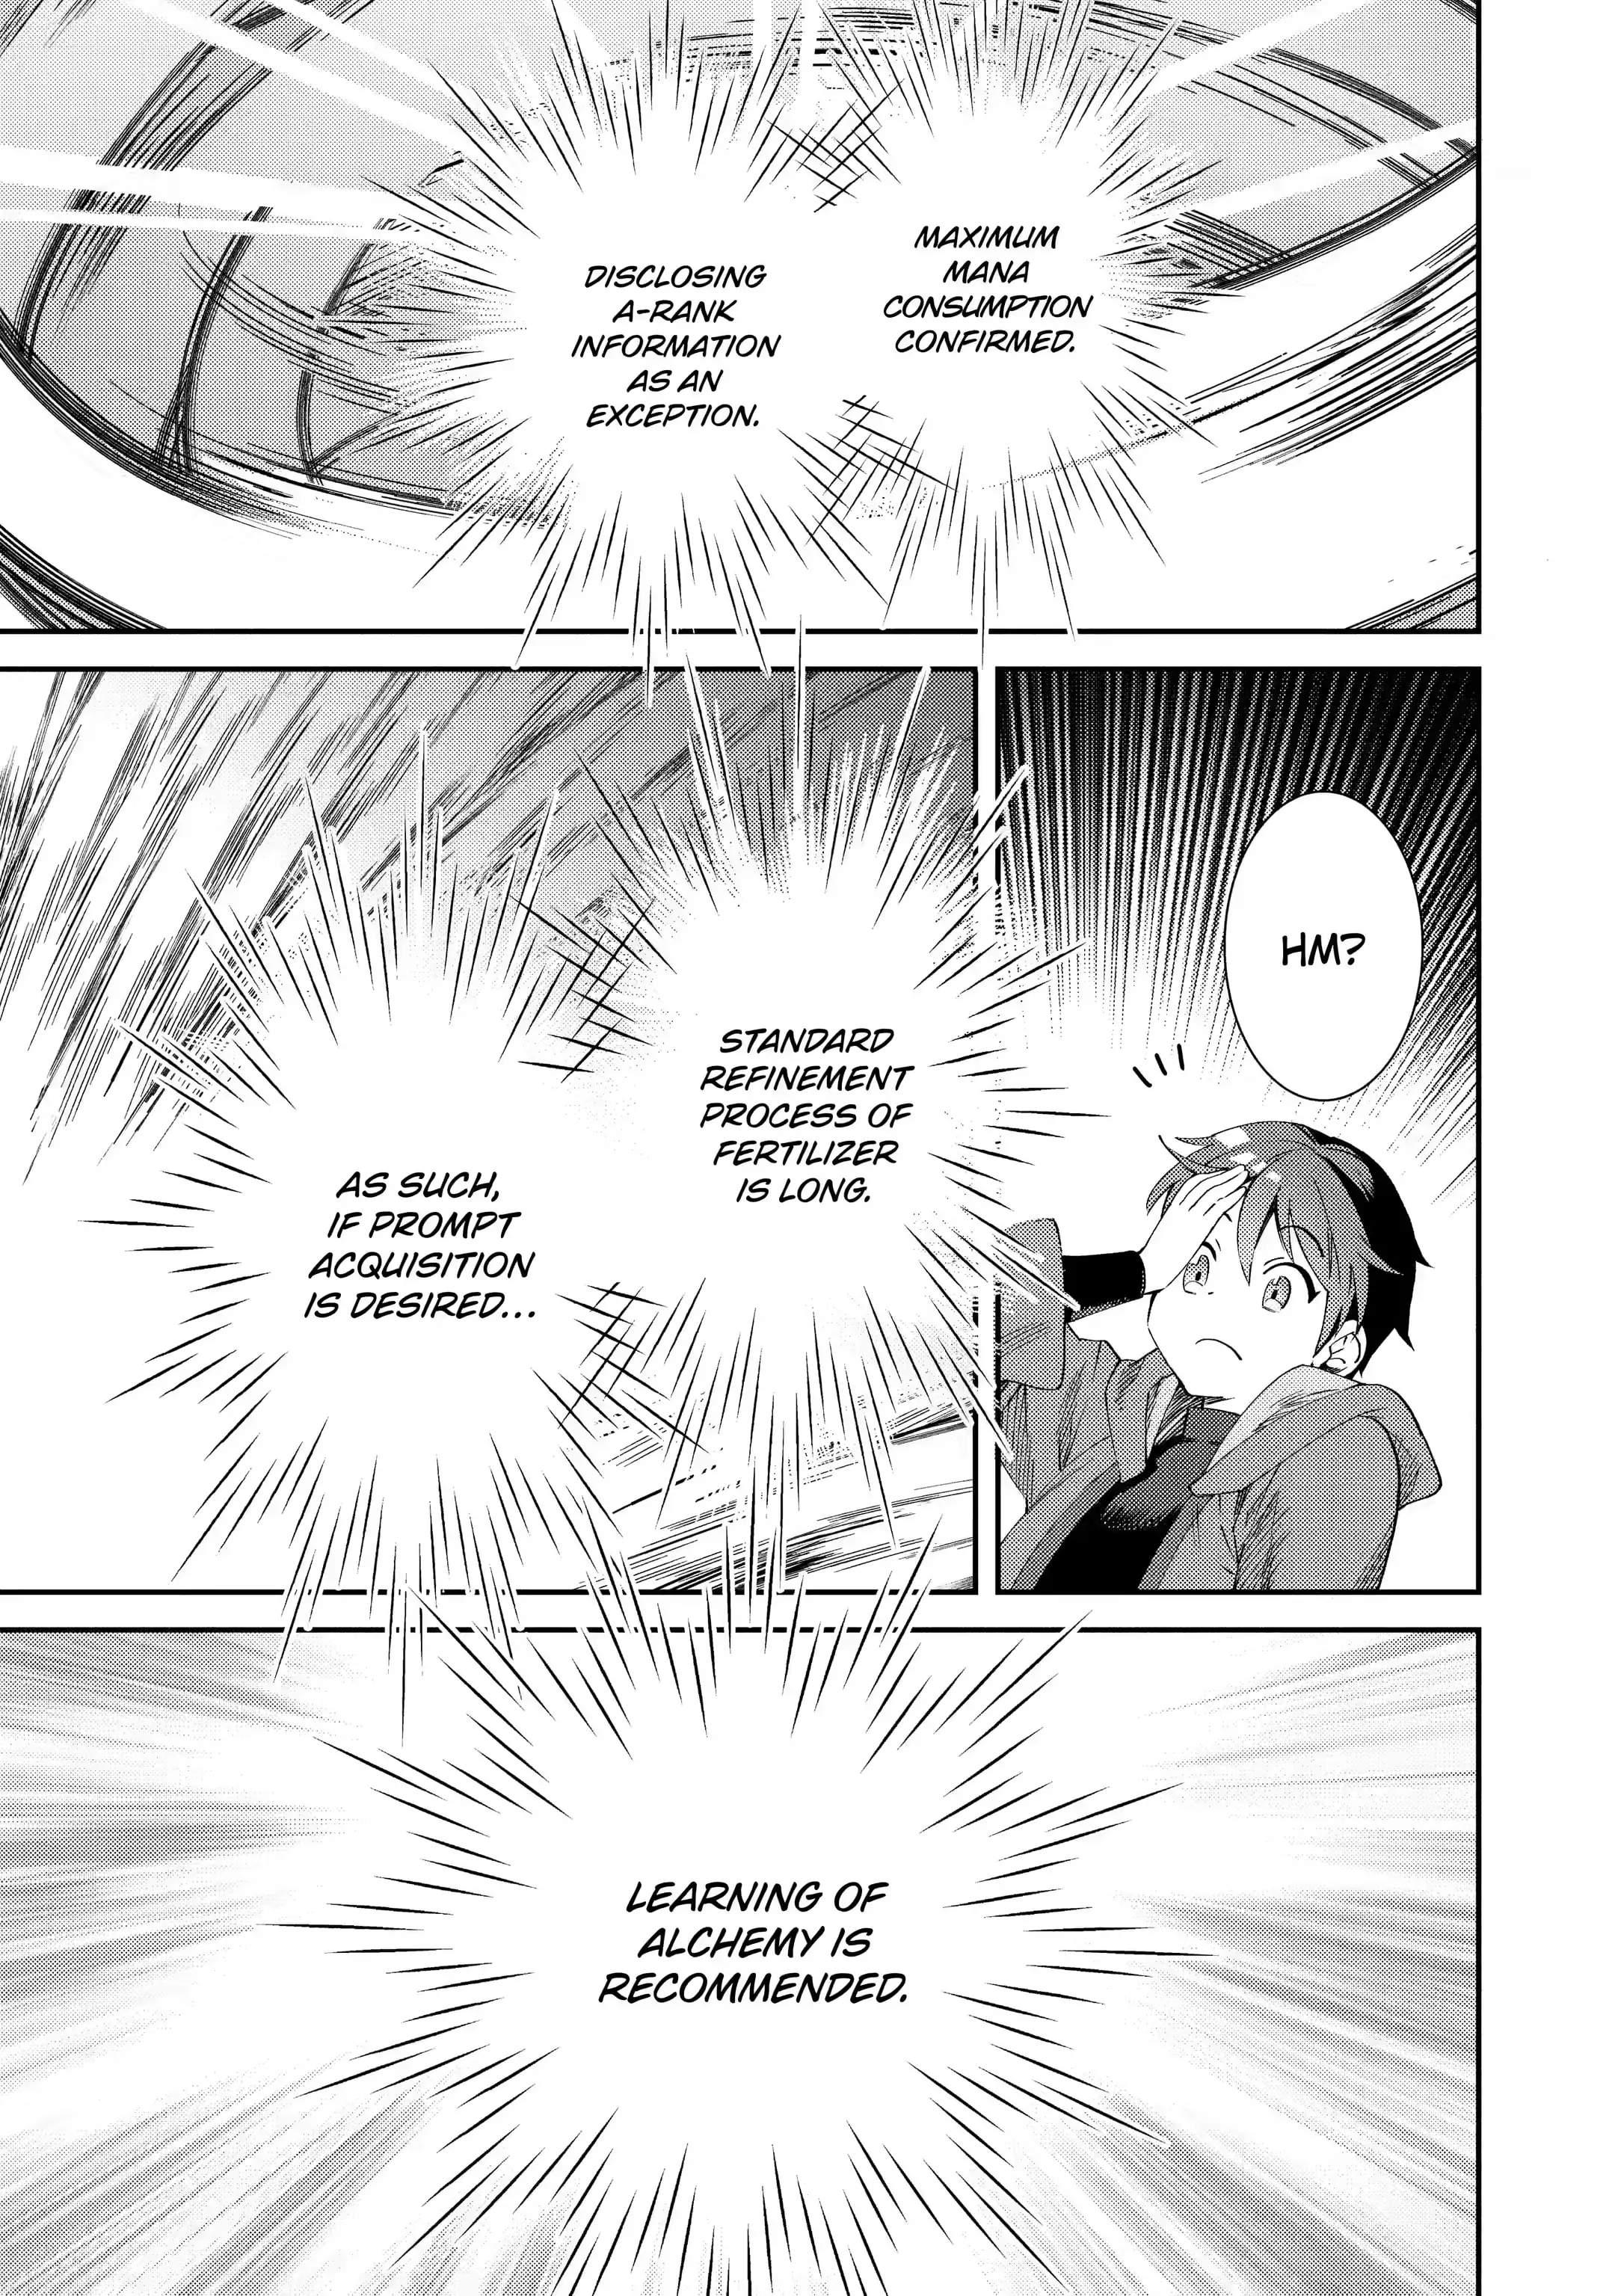 MAXIMUM
MANA
CONSUMPTION
CONFIRMED.
DISCLOSING
A-RANK
INFORMATION
AS AN
EXCEPTION.
HM?
STANDARD
REFINEMENT
PROCESS OF
FERTILIZER
IS LONG.
AS SUCH,
IF PROMPT
ACQUISITION
IS DESIRED...
LEARNING OF
ALCHEMY IS
RECOMMENDED.